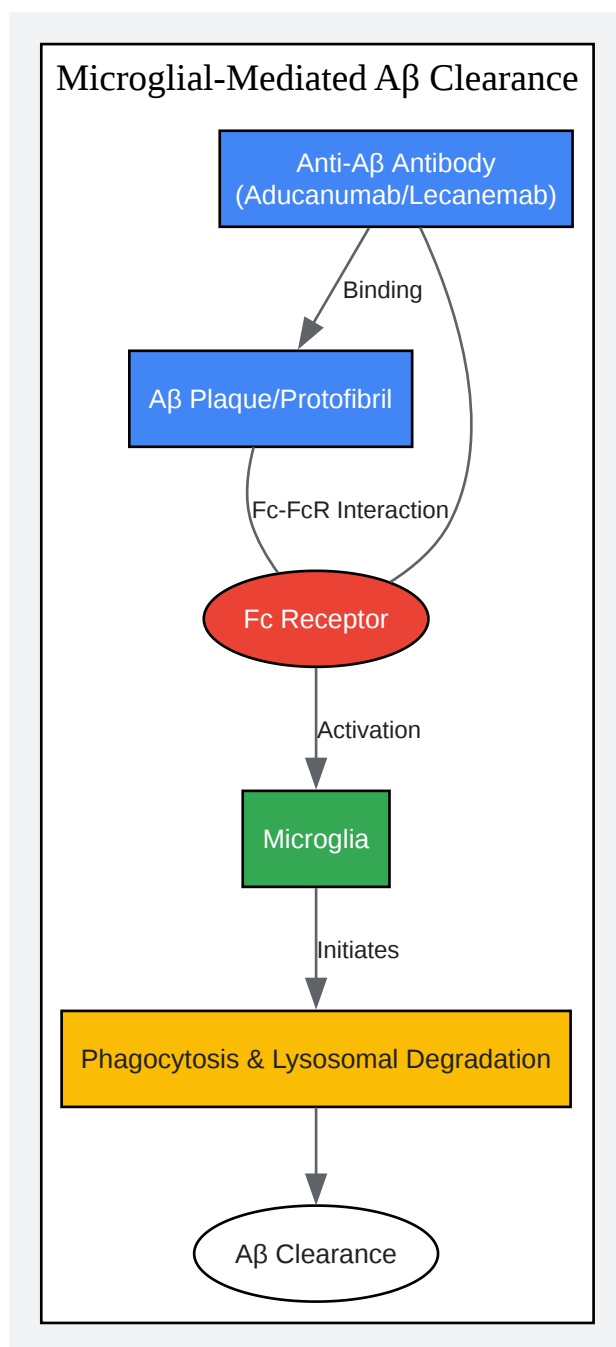 Microglial-Mediated Aβ Clearance
Anti-Aβ Antibody
(Aducanumab/Lecanemab)
Binding
Aβ Plaque/Protofibril
Fc-FcR Interaction
Fc Receptor
Activation
Microglia
Initiates
Phagocytosis & Lysosomal Degradation
Aβ Clearance